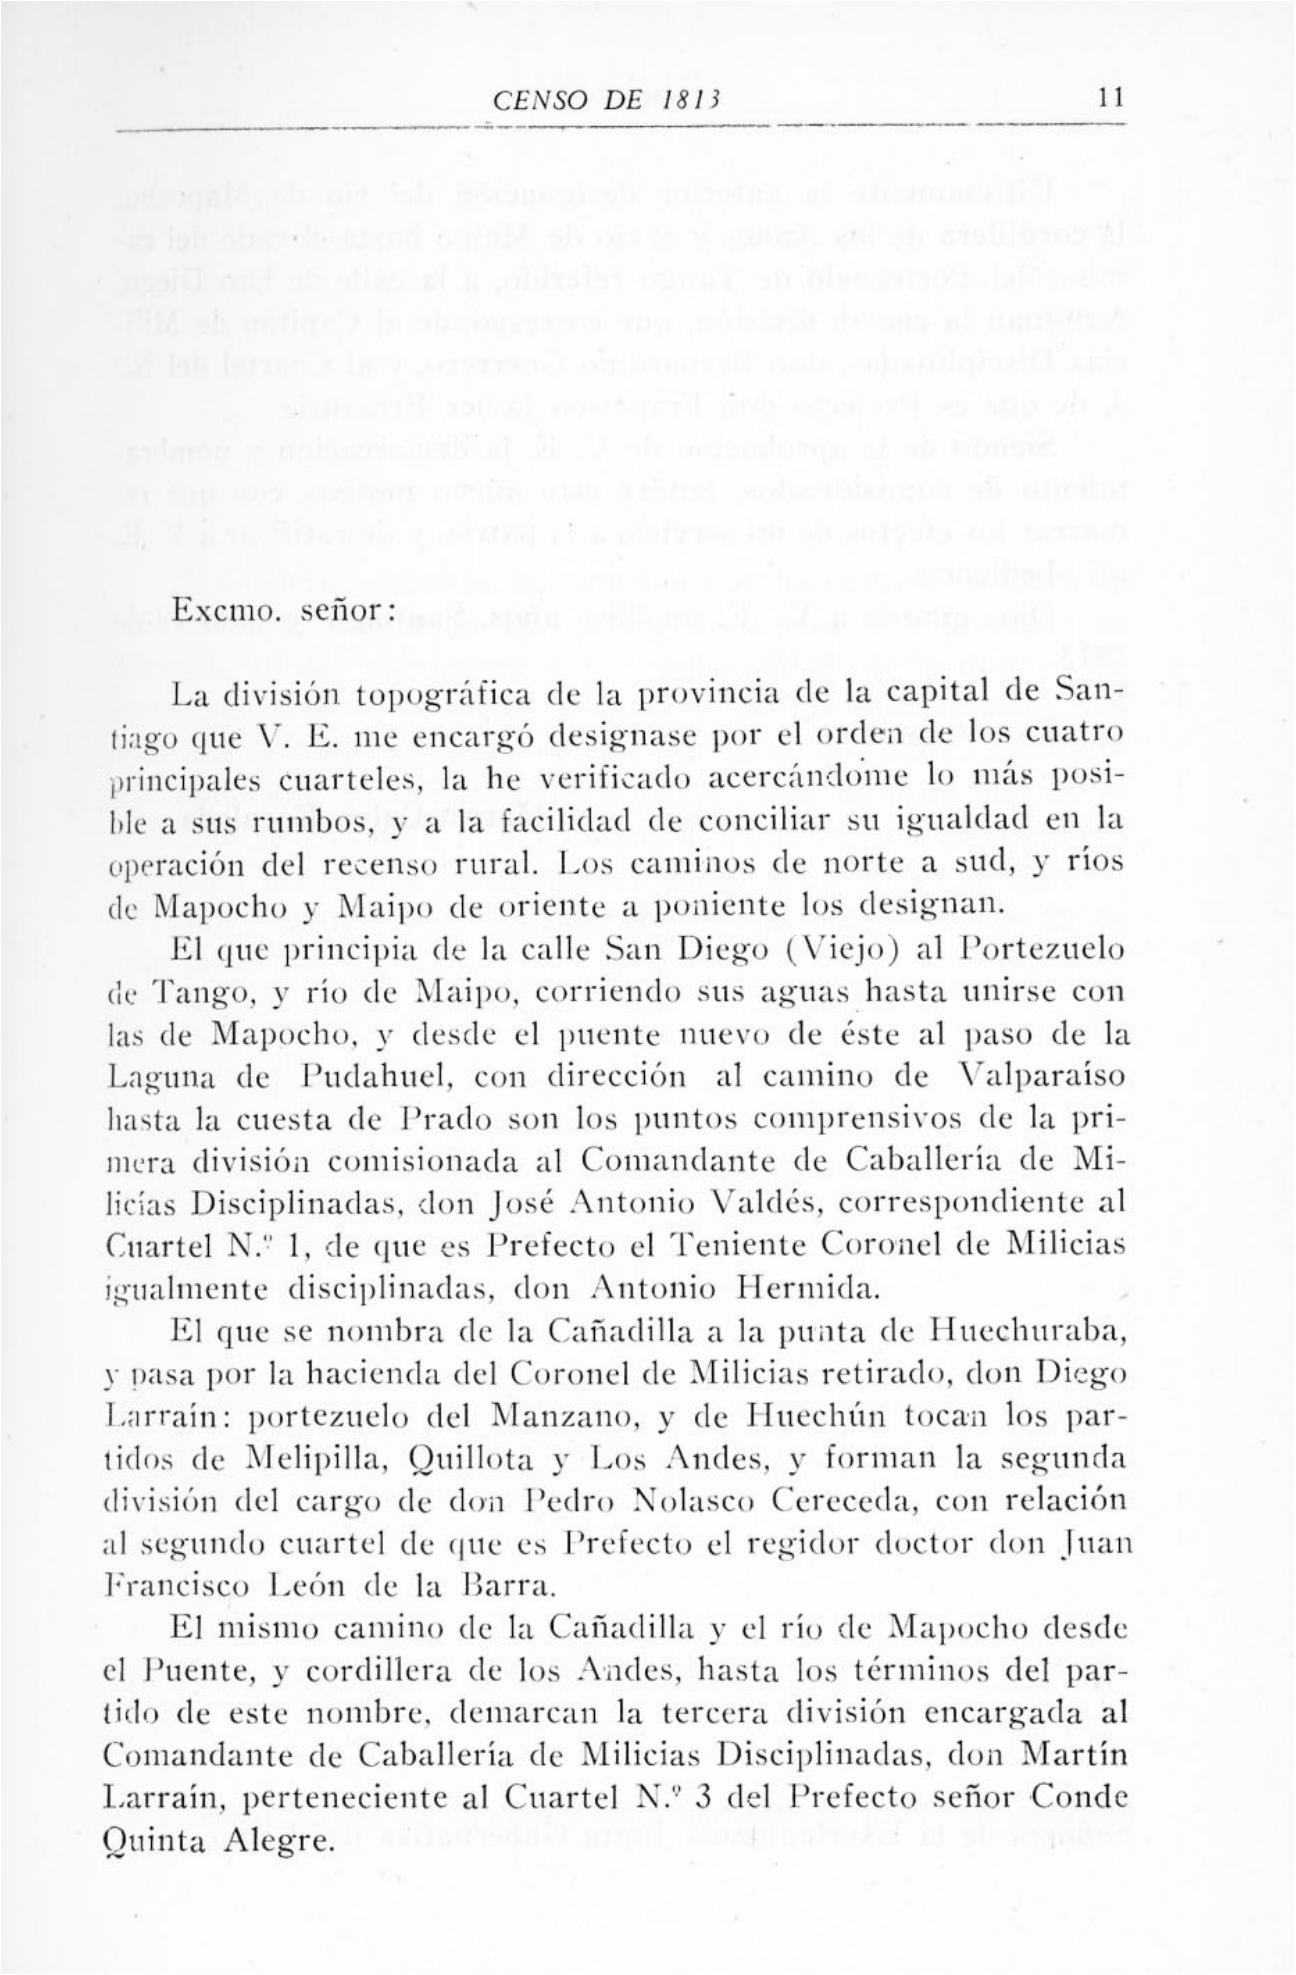 CENSO DE 1813 11
Excmo. señor:
La división topográfica de la provincia de la capital de San-
tiago que V. E. me encargó designase por el orden de los cuatro
principales cuarteles, la he verificado acercándome lo más posi-
ble a sus rumbos, y a la facilidad de conciliar su igualdad en la
operación del recenso rural. Los caminos de norte a sud, y ríos
de Mapocho y Maipo de oriente a poniente los designan.
El que principia de la calle San Diego (Viejo) al Portezuelo
de Tango, y río de Maipo, corriendo sus aguas hasta unirse con
las de Mapocho, y desde el puente nuevo de éste al paso de la
Laguna de Pudahuel, con dirección al camino de Valparaíso
hasta la cuesta de Prado son los puntos comprensivos de la pri-
mera división comisionada al Comandante de Caballería de Mi-
licías Disciplinadas, don José Antonio Valdés, correspondiente al
Cuartel N.º 1, de que es Prefecto el Teniente Coronel de Milicias
igualmente disciplinadas, don Antonio Hermida.
El que se nombra de la Cañadilla a la punta de Huechuraba,
y pasa por la hacienda del Coronel de Milicias retirado, don Diego
Larraín: portezuelo del Manzano, y de Huechún tocan los par-
tidos de Melipilla, Quillota y Los Andes, y forman la segunda
división del cargo de don Pedro Nolasco Cereceda, con relación
al segundo cuartel de que es Prefecto el regidor doctor don Juan
Francisco León de la Barra.
El mismo camino de la Cañadilla y el río de Mapocho desde
el Puente, y cordillera de los Andes, hasta los términos del par-
tido de este nombre, demarcan la tercera división encargada al
Comandante de Caballería de Milicias Disciplinadas, don Martín
Larraín, perteneciente al Cuartel N.º 3 del Prefecto señor Conde
Quinta Alegre.